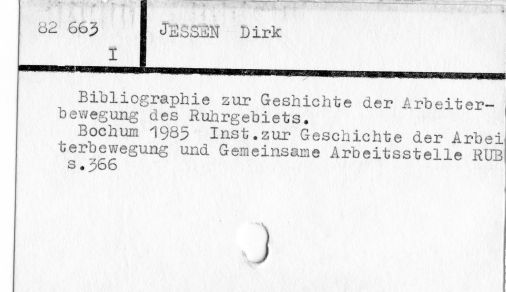 82 663
I
JESSEN Dirk
Bibliographie zur Geshichte der Arbeiter-
bewegung des Ruhrgebiets.
Bochum 1985 Inst.zur Geschichte der Arbei
terbewegung und Gemeinsame Arbeitsstelle RUB
s.366